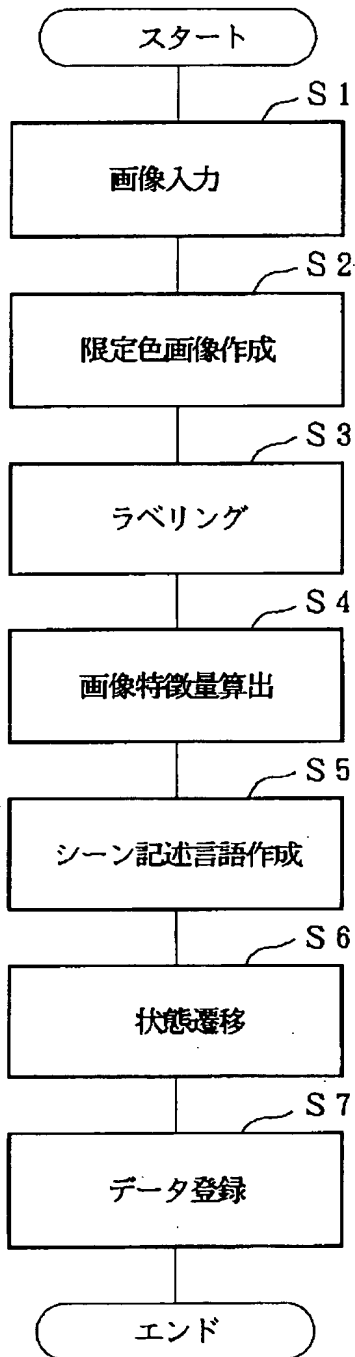 スタート
S1
画像入力
S2
限定色画像作成
S3
ラベリング
S4
画像特徴量算出
S5
シーン記述言語作成
S6
状態遷移
S7
データ登録
エンド